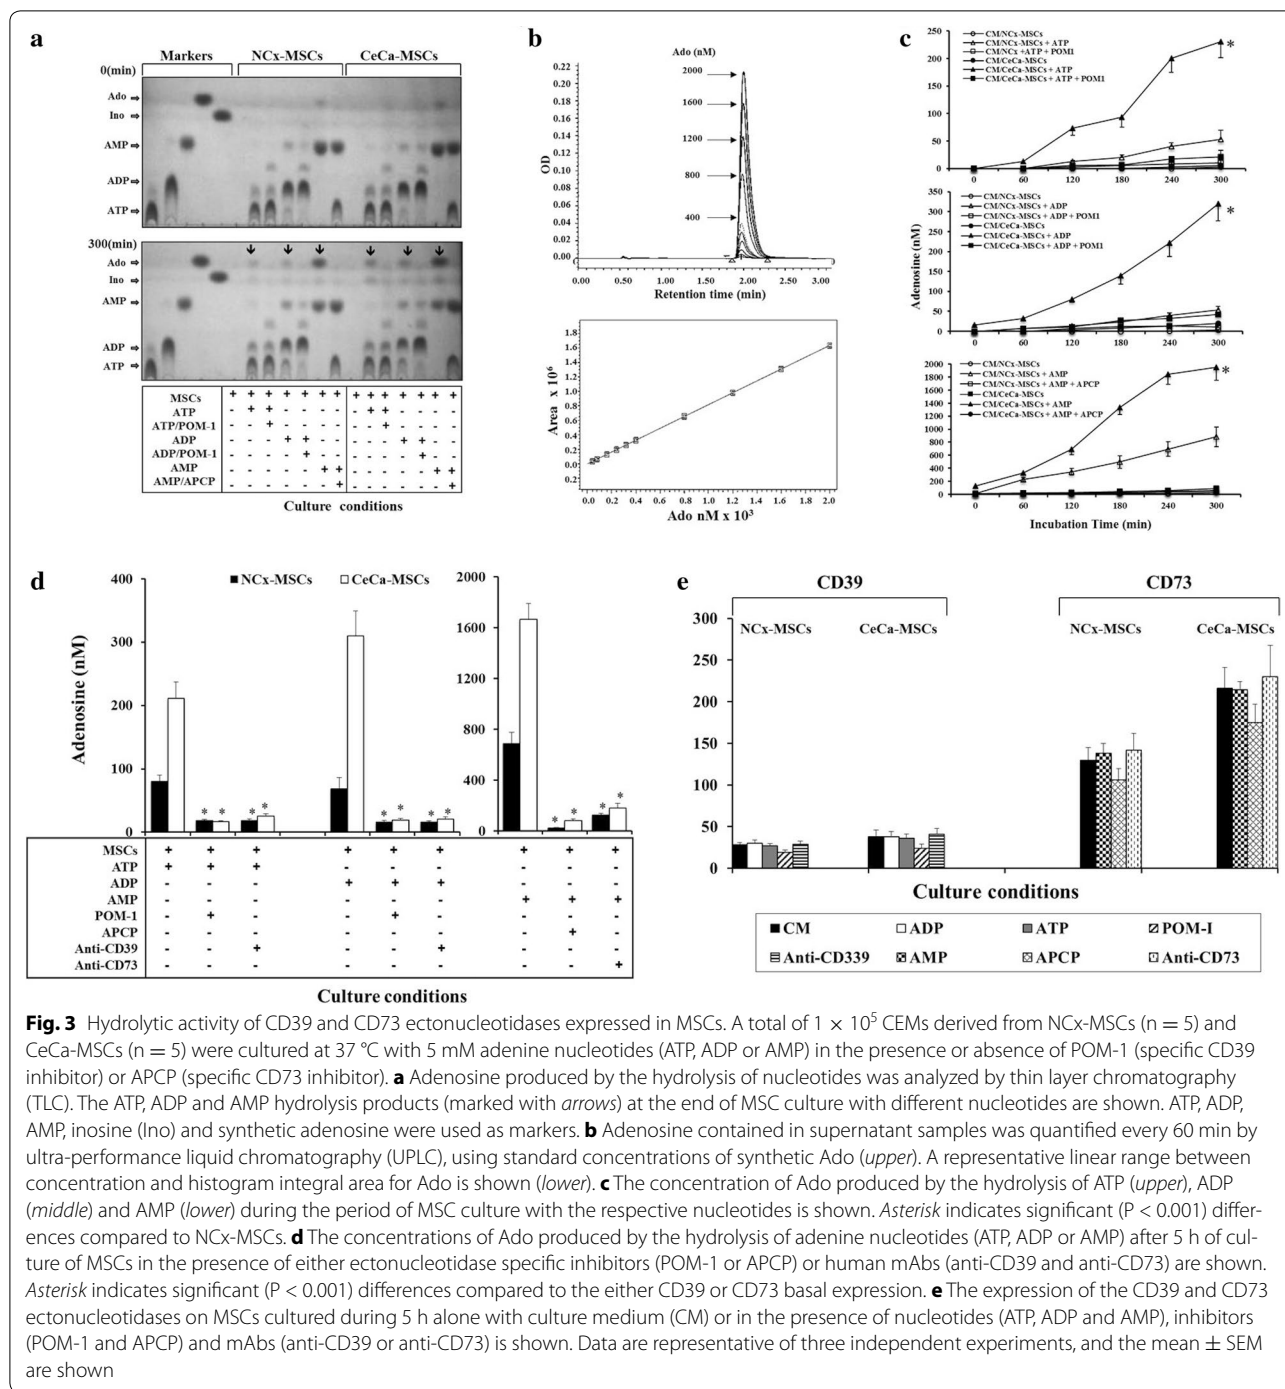 a
Markers NCx-MSCs CeCa-MSCs
0(min)
Ado
Ino
AMP
ADP
ATP
300(min)
Ado
Ino
AMP
ADP
ATP
MSCs + + + + + + + + + + + + + +
ATP - + + - - - - - + + - - - -
ATP/POM-1 - - + - - - - - - + - - - -
ADP - - - + + - - - - - + + - -
ADP/POM-1 - - - - + - - - - - - + - -
AMP - - - - - + + - - - - - + +
AMP/APCP - - - - - - + - - - - - - +
Culture conditions
b
Ado (nM)
2000
1600
1200
800
400
0.22
0.20
0.18
0.16
0.14
0.12
0.10
0.08
0.06
0.04
0.02
0.00
OD
0.00 0.50 1.00 1.50 2.00 2.50 3.00
Retention time (min)
1.8
1.6
1.4
1.2
1.0
0.8
0.6
0.4
0.2
0.0
Area x 10⁶
0.0 0.2 0.4 0.6 0.8 1.0 1.2 1.4 1.6 1.8 2.0
Ado nM x 10³
c
CM/NCx-MSCs
CM/NCx-MSCs + ATP
CM/NCx +ATP + POM1
CM/CeCa-MSCs
CM/CeCa-MSCs + ATP
CM/CeCa-MSCs + ATP + POM1
250
200
150
100
50
0
*
0 60 120 180 240 300
CM/NCx-MSCs
CM/NCx-MSCs + ADP
CM/NCx-MSCs + ADP + POM1
CM/CeCa-MSCs
CM/CeCa-MSCs + ADP
CM/CeCa-MSCs + ADP + POM1
350
300
250
200
150
100
50
0
*
Adenosine (nM)
0 60 120 180 240 300
CM/NCx-MSCs
CM/NCx-MSCs + AMP
CM/NCx-MSCs + AMP + APCP
CM/CeCa-MSCs
CM/CeCa-MSCs + AMP
CM/CeCa-MSCs + AMP + APCP
2000
1800
1600
1400
1200
1000
800
600
400
200
0
*
0 60 120 180 240 300
Incubation Time (min)
d
NCx-MSCs CeCa-MSCs
Adenosine (nM)
400
300
200
100
0
2000
1600
1200
800
400
0
* * * * * * * * * * * *
MSCs + + + + + + + + +
ATP + + + - - - - - -
ADP - - - + + + - - -
AMP - - - - - - + + +
POM-1 - + - - + - - - -
APCP - - - - - - - + -
Anti-CD39 - - + - - + - - -
Anti-CD73 - - - - - - - - +
Culture conditions
e
CD39 CD73
NCx-MSCs CeCa-MSCs NCx-MSCs CeCa-MSCs
300
250
200
150
100
50
0
Culture conditions
CM ADP ATP POM-I
Anti-CD339 AMP APCP Anti-CD73
Fig. 3 Hydrolytic activity of CD39 and CD73 ectonucleotidases expressed in MSCs. A total of 1 × 10⁵ CEMs derived from NCx-MSCs (n = 5) and
CeCa-MSCs (n = 5) were cultured at 37 °C with 5 mM adenine nucleotides (ATP, ADP or AMP) in the presence or absence of POM-1 (specific CD39
inhibitor) or APCP (specific CD73 inhibitor). a Adenosine produced by the hydrolysis of nucleotides was analyzed by thin layer chromatography
(TLC). The ATP, ADP and AMP hydrolysis products (marked with arrows) at the end of MSC culture with different nucleotides are shown. ATP, ADP,
AMP, inosine (Ino) and synthetic adenosine were used as markers. b Adenosine contained in supernatant samples was quantified every 60 min by
ultra-performance liquid chromatography (UPLC), using standard concentrations of synthetic Ado (upper). A representative linear range between
concentration and histogram integral area for Ado is shown (lower). c The concentration of Ado produced by the hydrolysis of ATP (upper), ADP
(middle) and AMP (lower) during the period of MSC culture with the respective nucleotides is shown. Asterisk indicates significant (P < 0.001) differ-
ences compared to NCx-MSCs. d The concentrations of Ado produced by the hydrolysis of adenine nucleotides (ATP, ADP or AMP) after 5 h of cul-
ture of MSCs in the presence of either ectonucleotidase specific inhibitors (POM-1 or APCP) or human mAbs (anti-CD39 and anti-CD73) are shown.
Asterisk indicates significant (P < 0.001) differences compared to the either CD39 or CD73 basal expression. e The expression of the CD39 and CD73
ectonucleotidases on MSCs cultured during 5 h alone with culture medium (CM) or in the presence of nucleotides (ATP, ADP and AMP), inhibitors
(POM-1 and APCP) and mAbs (anti-CD39 or anti-CD73) is shown. Data are representative of three independent experiments, and the mean ± SEM
are shown